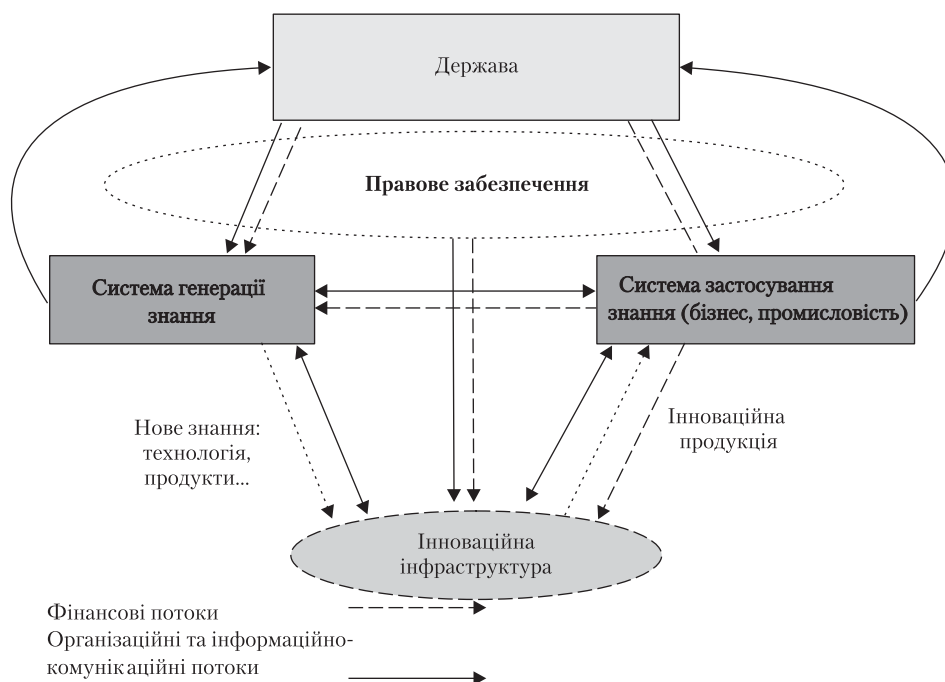 Держава
Правове забезпечення
Система генерації
знання
Система застосування
знання (бізнес, промисловість)
Нове знання:
технологія,
продукти...
Інноваційна
продукція
Інноваційна
інфраструктура
Фінансові потоки
Організаційні та інформаційно-
комунікаційні потоки